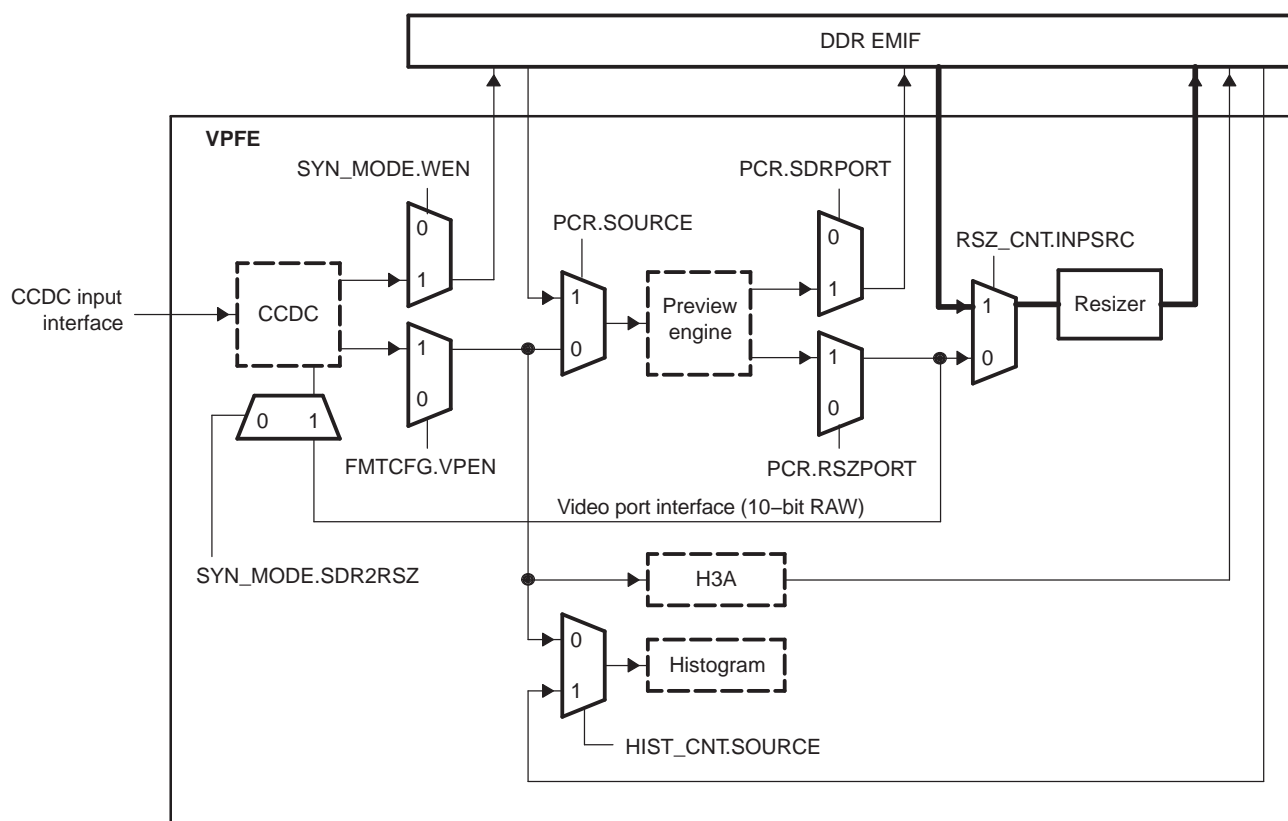 DDR EMIF
VPFE
SYN_MODE.WEN
PCR.SDRPORT
PCR.SOURCE
RSZ_CNT.INPSRC
0
0
1
1
1
1
CCDC input
interface
CCDC
Preview
engine
Resizer
1
0
1
0
0
0
0 1
FMTCFG.VPEN
PCR.RSZPORT
Video port interface (10−bit RAW)
SYN_MODE.SDR2RSZ
H3A
0
Histogram
1
HIST_CNT.SOURCE